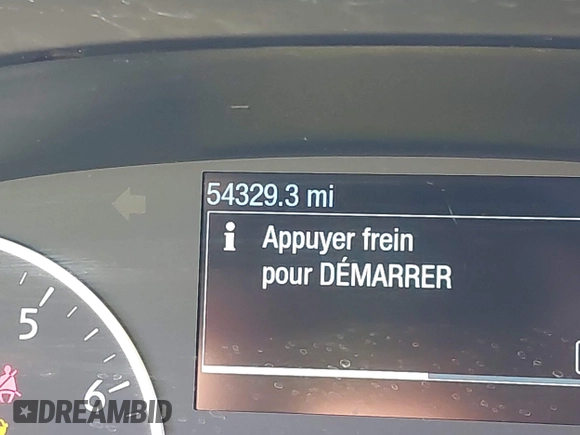 54329.3 mi
i Appuyer frein
pour DÉMARRER
5
6
DREAMBID